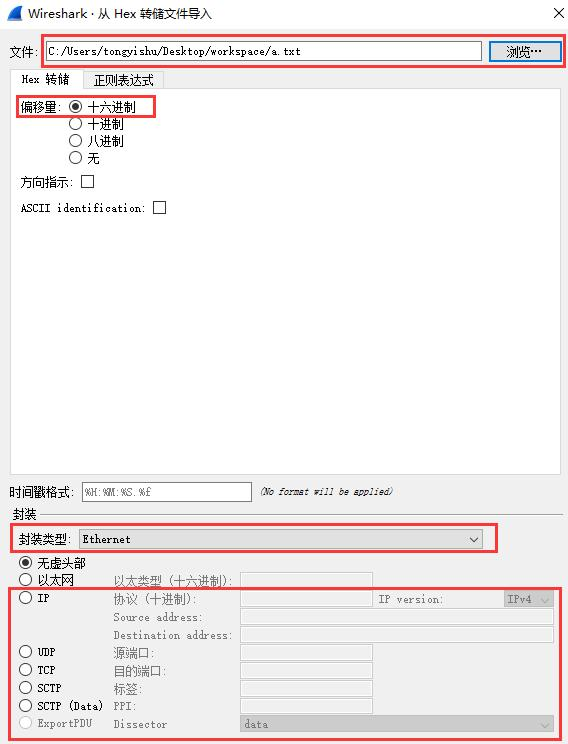 Wireshark · 从 Hex 转储文件导入
文件: C:/Users/tongyishu/Desktop/workspace/a.txt 浏览…
Hex 转储 正则表达式
偏移量: 十六进制
十进制
八进制
无
方向指示:
ASCII identification:
时间戳格式: %H:%M:%S.%f (No format will be applied)
封装
封装类型: Ethernet
无虚头部
以太网 以太类型（十六进制）:
IP 协议（十进制）: IP version: IPv4
Source address:
Destination address:
UDP 源端口:
TCP 目的端口:
SCTP 标签:
SCTP (Data) PPI:
ExportPDU Dissector data